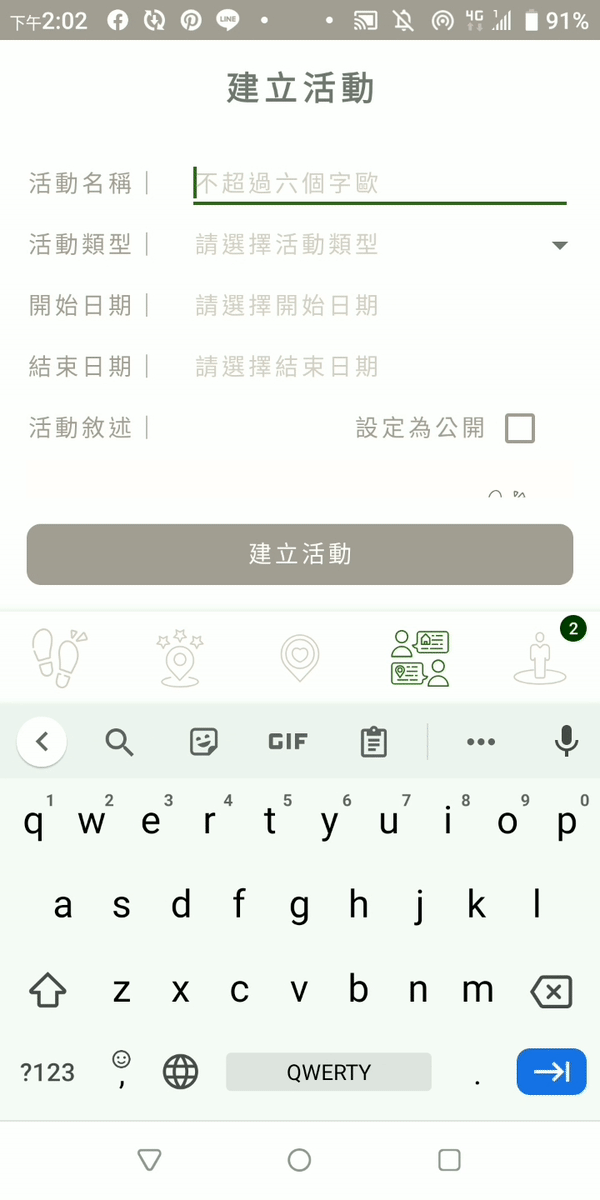 下午2:02 LINE 4G 1 91%
建立活動
活動名稱｜ 不超過六個字歐
活動類型｜ 請選擇活動類型
開始日期｜ 請選擇開始日期
結束日期｜ 請選擇結束日期
活動敘述｜ 設定為公開
建立活動
2
GIF
1 2 3 4 5 6 7 8 9 0
q w e r t y u i o p
a s d f g h j k l
z x c v b n m
?123 , QWERTY .